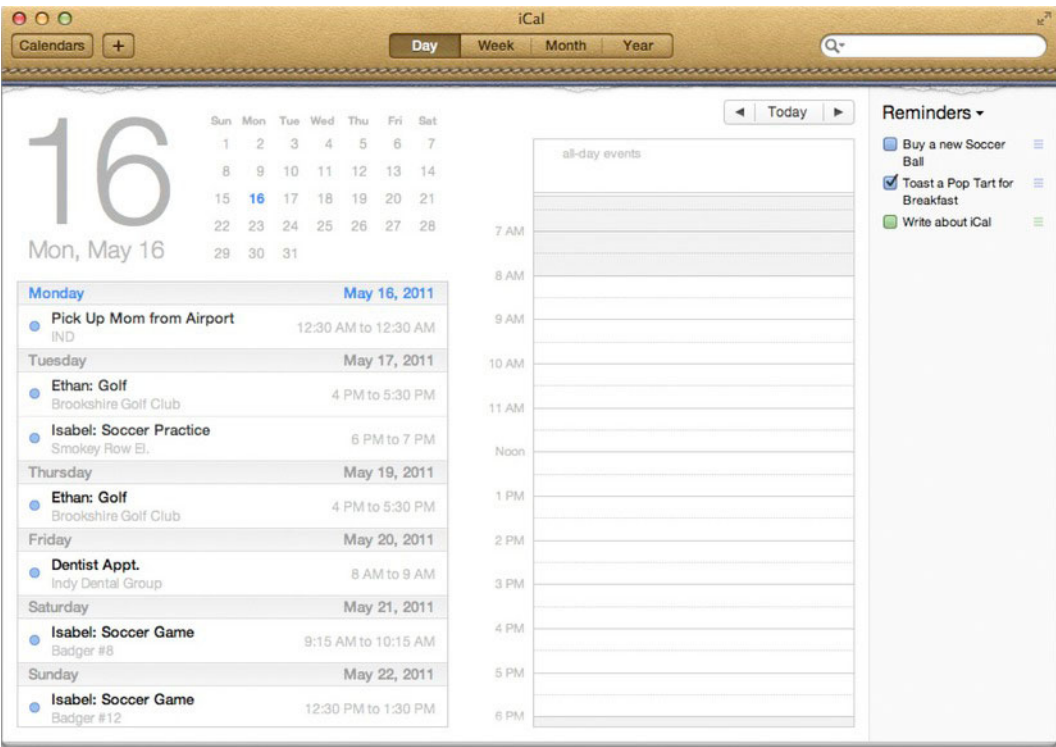 iCal
Calendars + Day Week Month Year
16
Mon, May 16
Sun Mon Tue Wed Thu Fri Sat
1 2 3 4 5 6 7
8 9 10 11 12 13 14
15 16 17 18 19 20 21
22 23 24 25 26 27 28
29 30 31
Monday May 16, 2011
Pick Up Mom from Airport 12:30 AM to 12:30 AM
IND
Tuesday May 17, 2011
Ethan: Golf 4 PM to 5:30 PM
Brookshire Golf Club
Isabel: Soccer Practice 6 PM to 7 PM
Smokey Row El.
Thursday May 19, 2011
Ethan: Golf 4 PM to 5:30 PM
Brookshire Golf Club
Friday May 20, 2011
Dentist Appt. 8 AM to 9 AM
Indy Dental Group
Saturday May 21, 2011
Isabel: Soccer Game 9:15 AM to 10:15 AM
Badger #8
Sunday May 22, 2011
Isabel: Soccer Game 12:30 PM to 1:30 PM
Badger #12
◄ Today ►
all-day events
7 AM
8 AM
9 AM
10 AM
11 AM
Noon
1 PM
2 PM
3 PM
4 PM
5 PM
6 PM
Reminders
Buy a new Soccer
Ball
Toast a Pop Tart for
Breakfast
Write about iCal